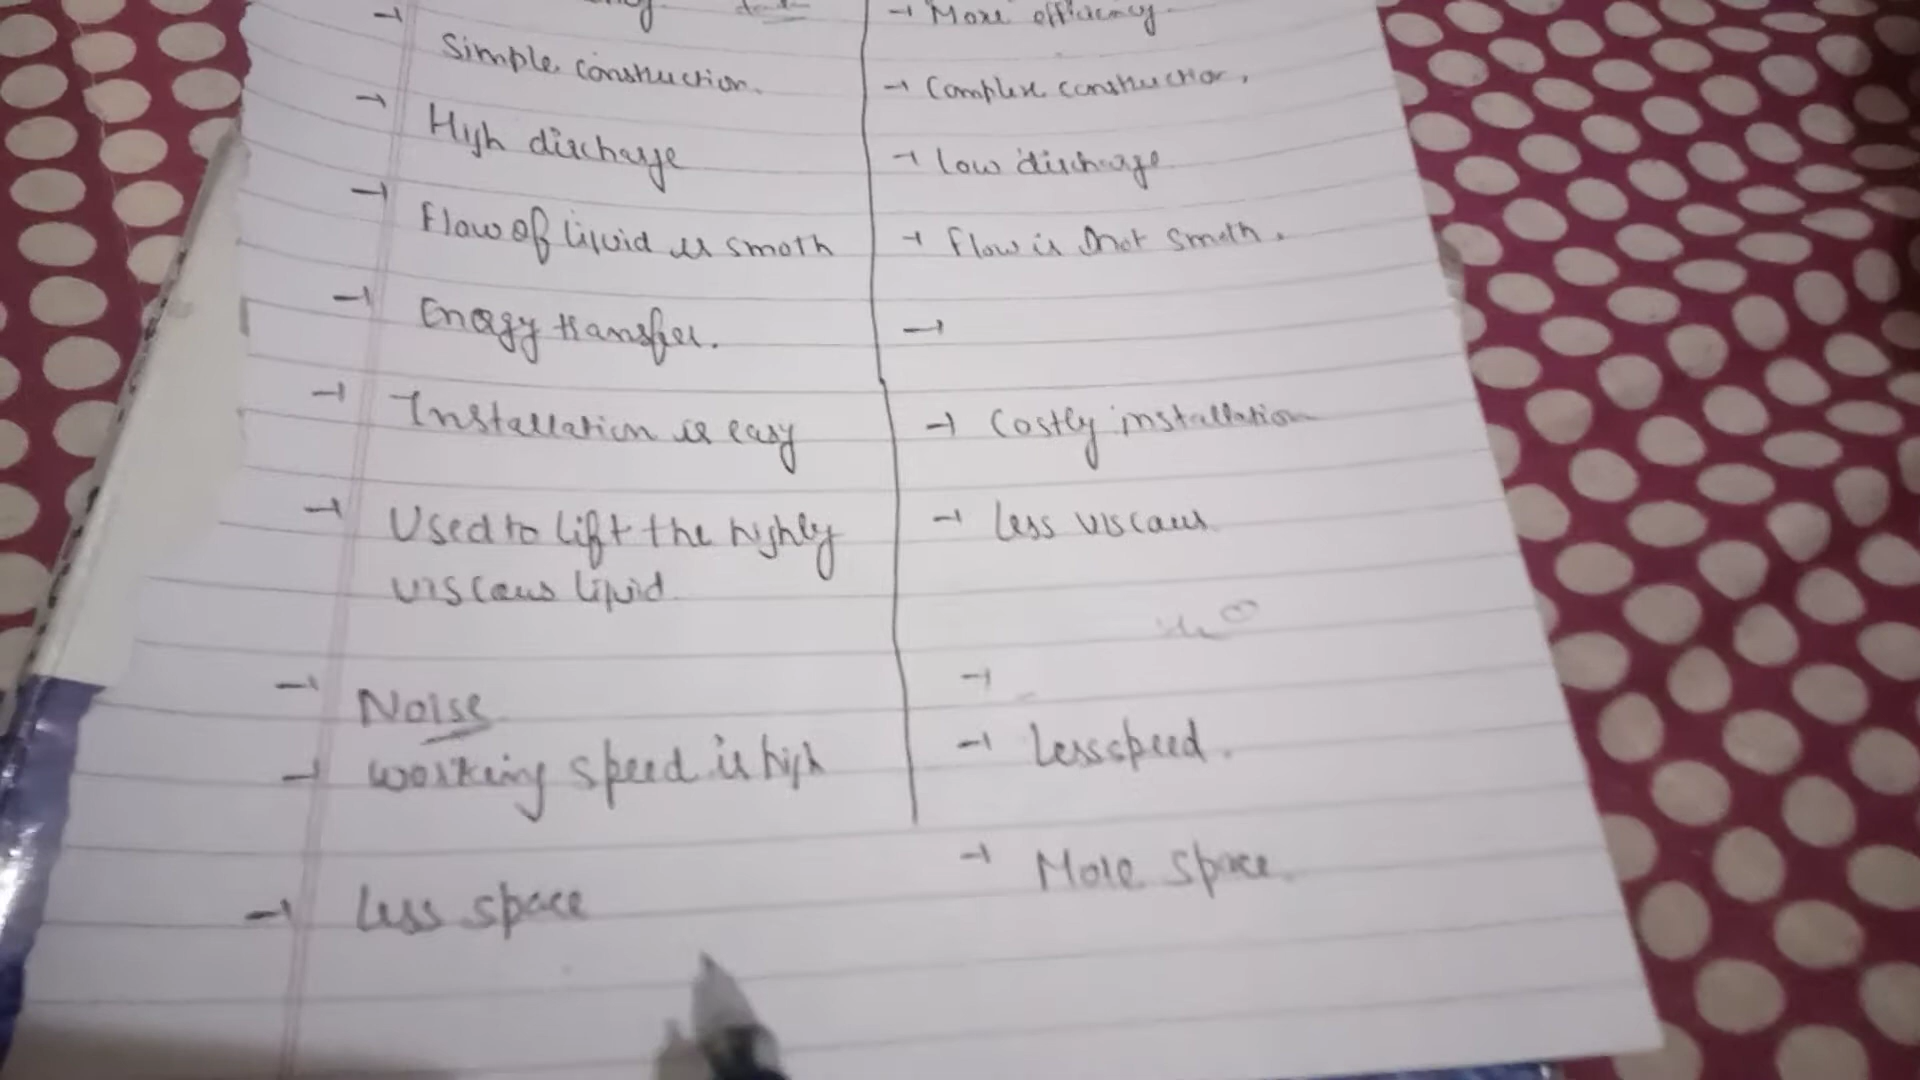 → More efficiency
→ Simple construction.
→ Complex construction.
→ High discharge
→ low discharge
→ Flow of liquid is smoth
→ Flow is not smoth.
→ Energy transfer.
→
→ Installation is easy
→ Costly installation
→ Used to lift the highly
viscous liquid
→ less viscous
→ Noise
→
→ working speed is high
→ Less speed.
→ Less space
→ More space.